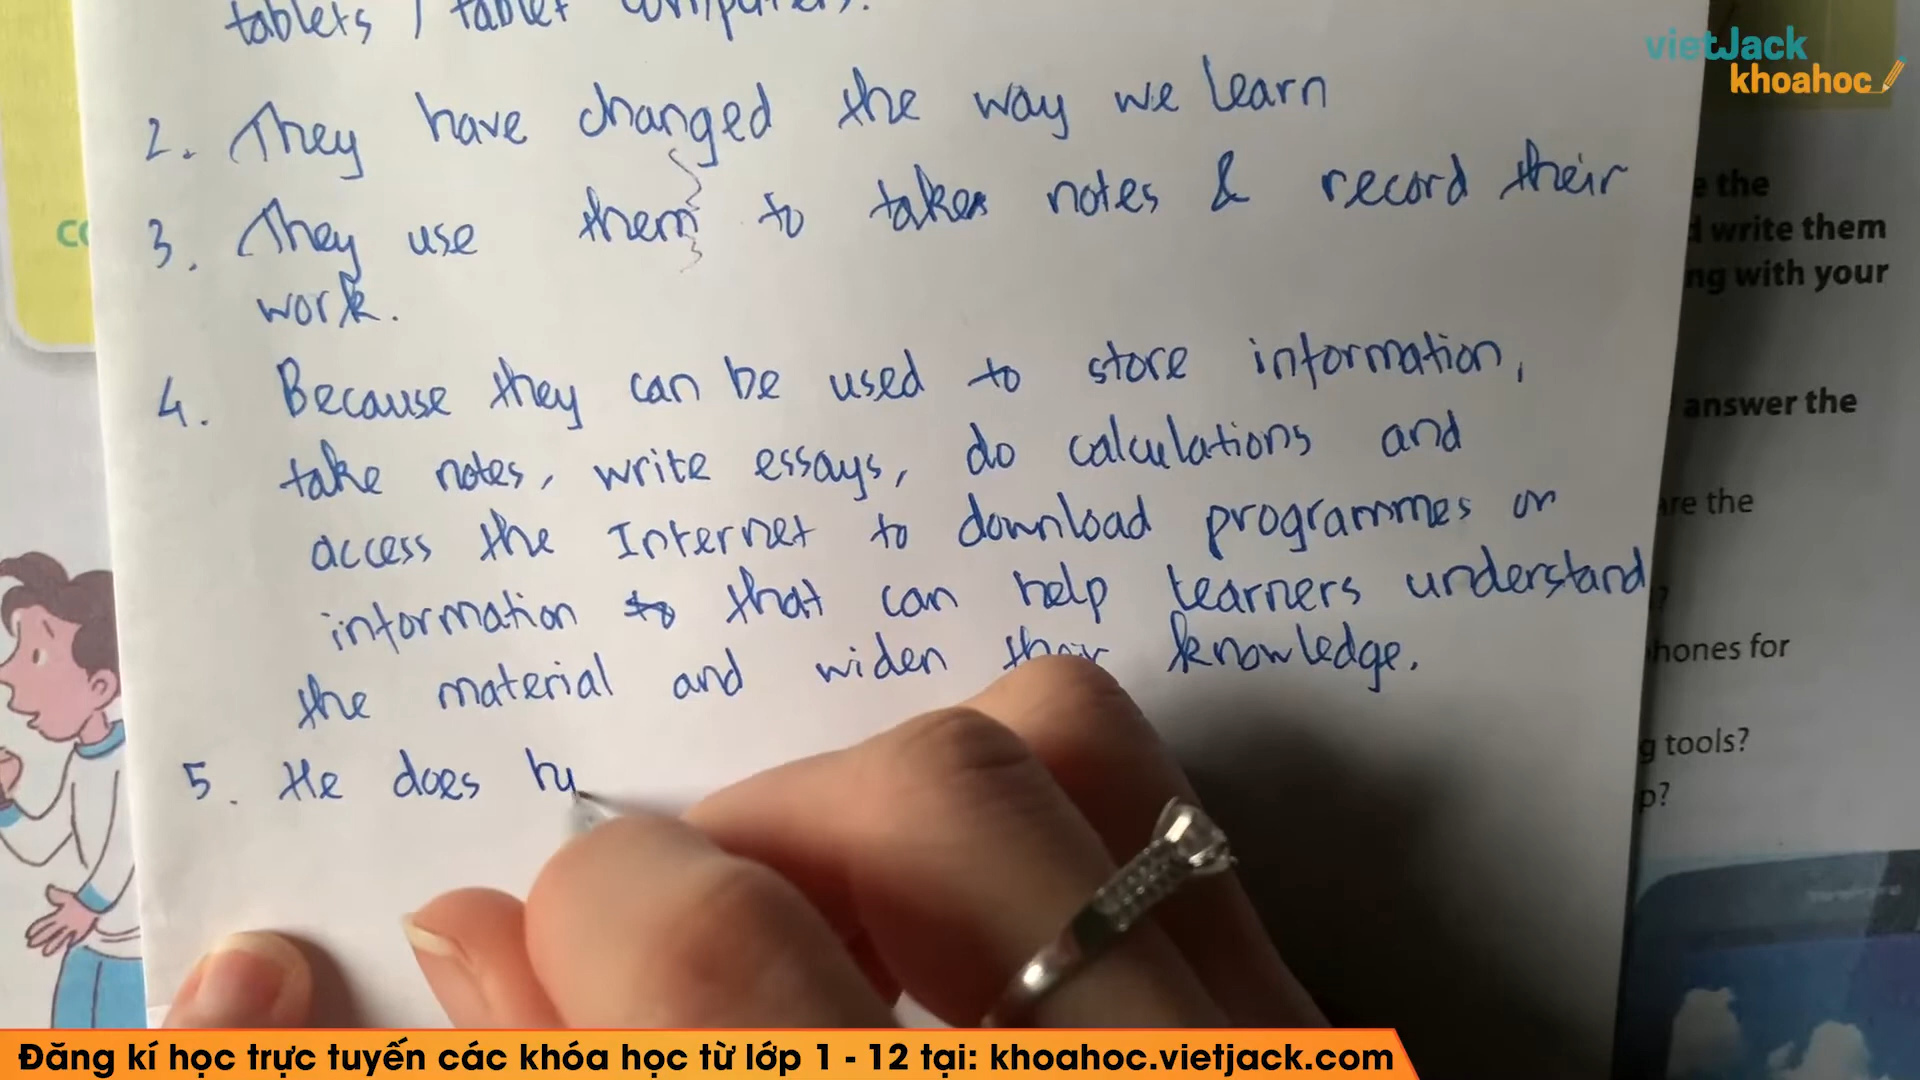 tablets / tablet computers.
2. They have changed the way we learn
3. They use them to take notes & record their
work.
4. Because they can be used to store information,
take notes, write essays, do calculations and
access the Internet to download programmes or
information that can help learners understand
the material and widen their knowledge.
5. He does
vietJack
khoahoc
e the
write them
ng with your
answer the
are the
?
hones for
g tools?
p?
Đăng kí học trực tuyến các khóa học từ lớp 1 - 12 tại: khoahoc.vietjack.com